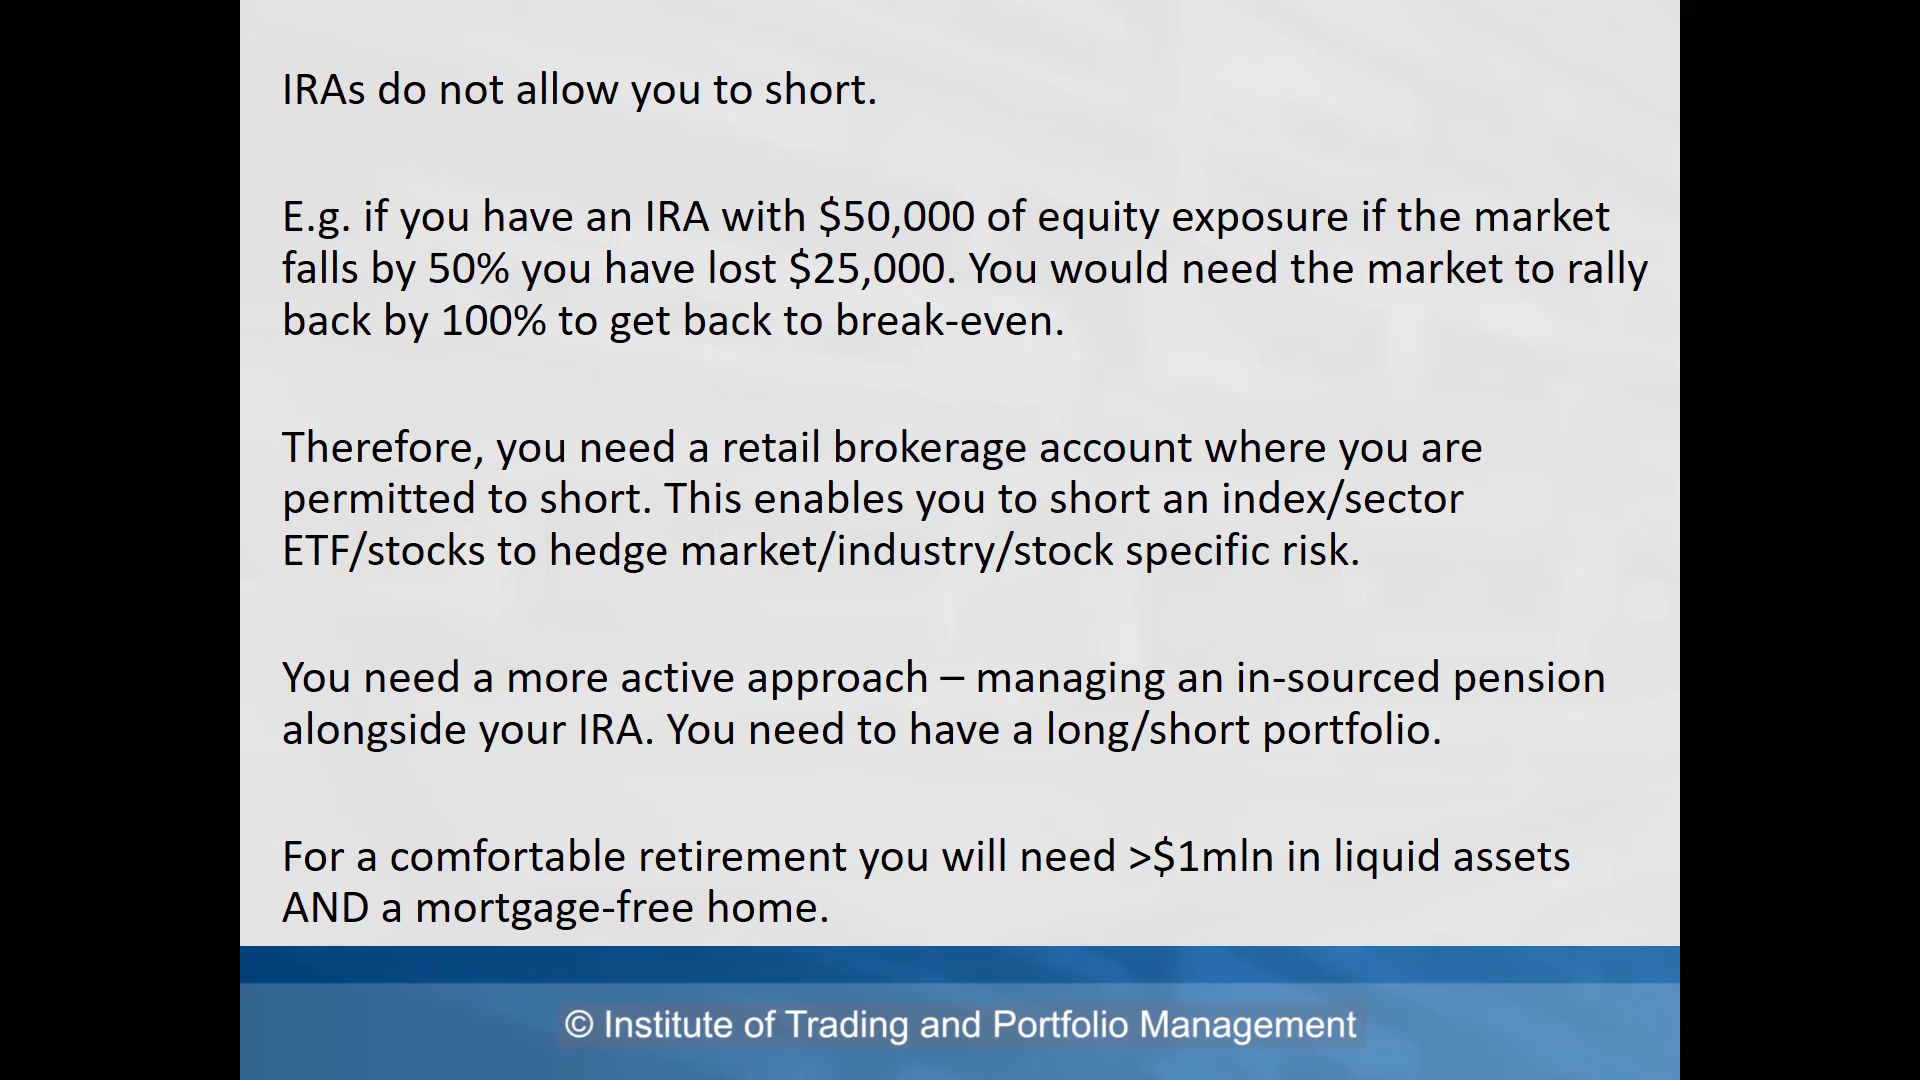 IRAs do not allow you to short.
E.g. if you have an IRA with $50,000 of equity exposure if the market
falls by 50% you have lost $25,000. You would need the market to rally
back by 100% to get back to break-even.
Therefore, you need a retail brokerage account where you are
permitted to short. This enables you to short an index/sector
ETF/stocks to hedge market/industry/stock specific risk.
You need a more active approach – managing an in-sourced pension
alongside your IRA. You need to have a long/short portfolio.
For a comfortable retirement you will need >$1mln in liquid assets
AND a mortgage-free home.
© Institute of Trading and Portfolio Management